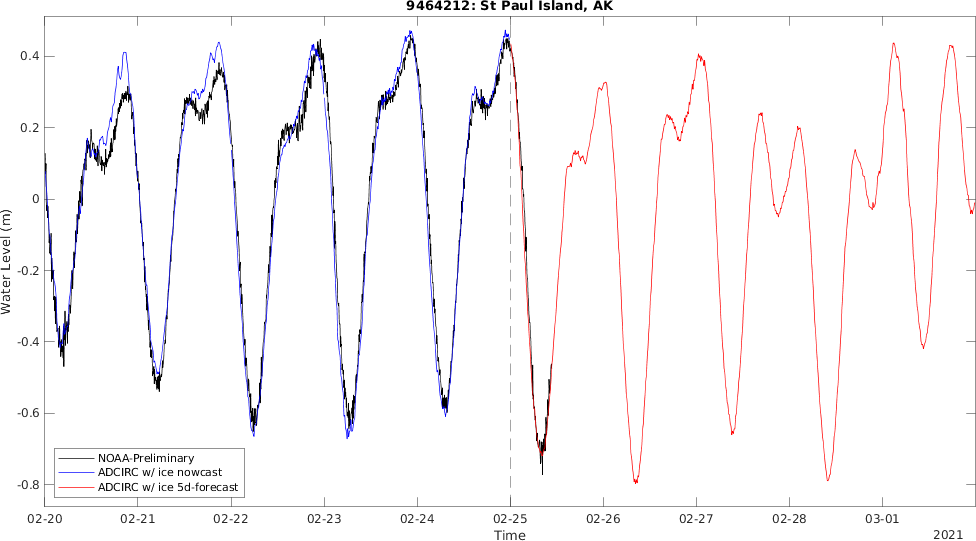 9464212: St Paul Island, AK
0.4
0.2
0
-0.2
-0.4
-0.6
-0.8
Water Level (m)
NOAA-Preliminary
ADCIRC w/ ice nowcast
ADCIRC w/ ice 5d-forecast
02-20 02-21 02-22 02-23 02-24 02-25 02-26 02-27 02-28 03-01
Time
2021